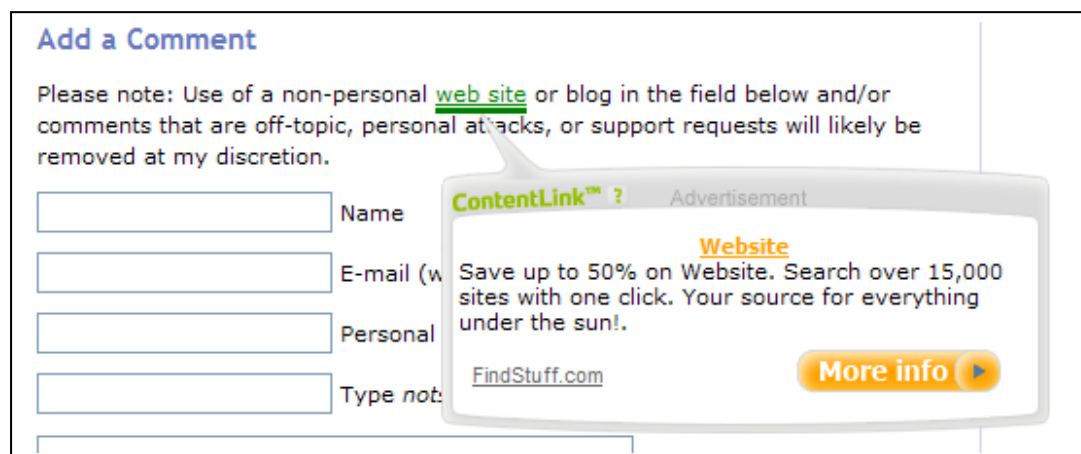 Add a Comment
Please note: Use of a non-personal web site or blog in the field below and/or
comments that are off-topic, personal attacks, or support requests will likely be
removed at my discretion.
ContentLink™ ? Advertisement
Name
Website
E-mail (w
Save up to 50% on Website. Search over 15,000
sites with one click. Your source for everything
under the sun!.
Personal
FindStuff.com More info
Type